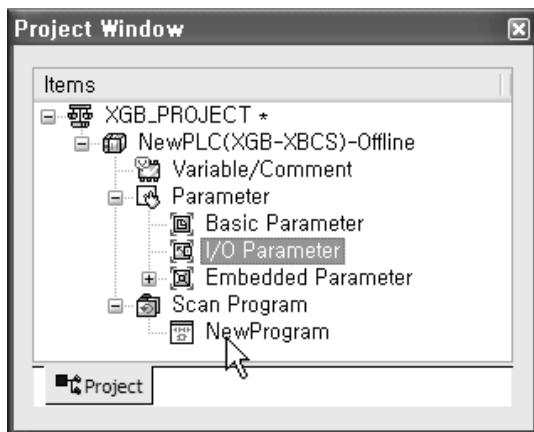 Project Window
Items
XGB_PROJECT *
NewPLC(XGB-XBCS)-Offline
Variable/Comment
Parameter
Basic Parameter
I/O Parameter
Embedded Parameter
Scan Program
NewProgram
Project